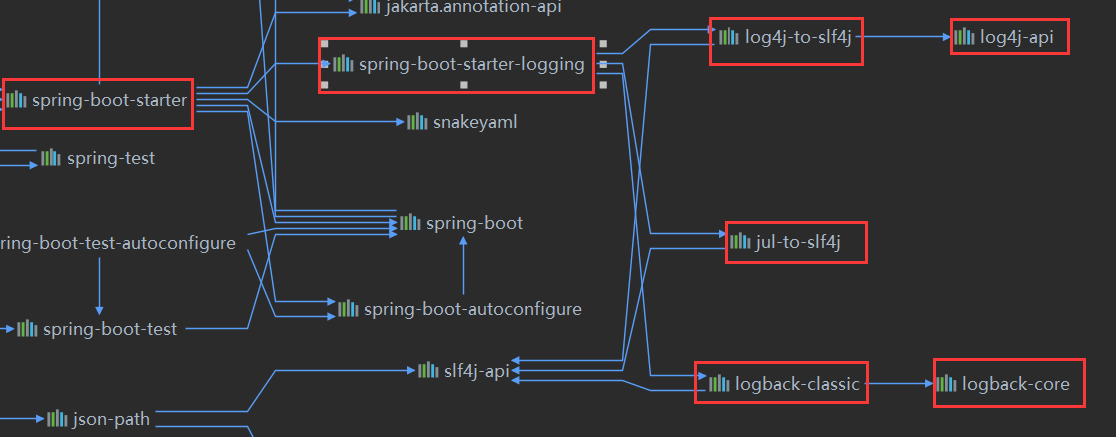 jakarta.annotation-api
log4j-to-slf4j
log4j-api
spring-boot-starter-logging
spring-boot-starter
snakeyaml
spring-test
spring-boot
jul-to-slf4j
ring-boot-test-autoconfigure
spring-boot-autoconfigure
spring-boot-test
slf4j-api
logback-classic
logback-core
json-path